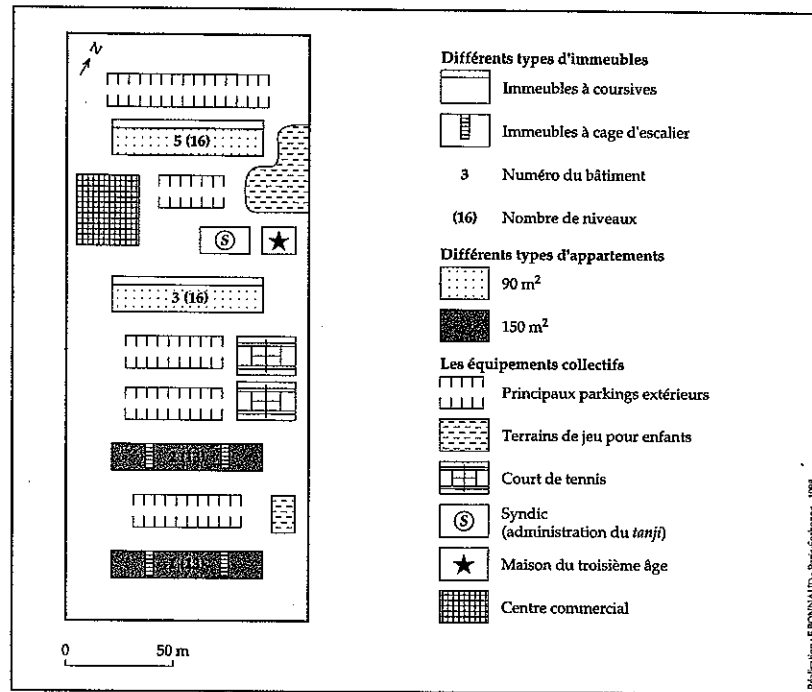 N
5 (16)
S
3 (16)
0 50 m
Différents types d'immeubles
Immeubles à coursives
Immeubles à cage d'escalier
3 Numéro du bâtiment
(16) Nombre de niveaux
Différents types d'appartements
90 m²
150 m²
Les équipements collectifs
Principaux parkings extérieurs
Terrains de jeu pour enfants
Court de tennis
S Syndic
(administration du tanji)
Maison du troisième âge
Centre commercial